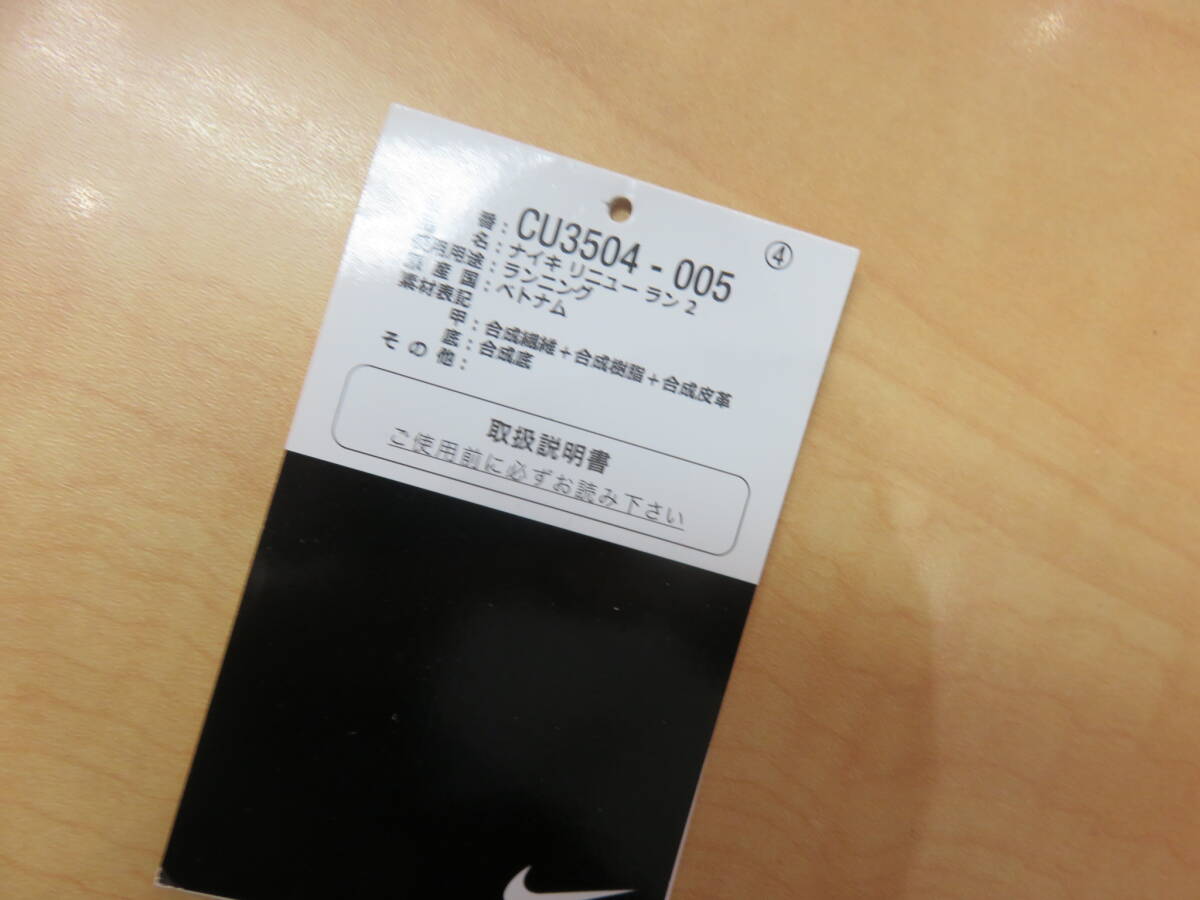 ④
番:CU3504 - 005
名:ナイキ リニュー ラン 2
使用用途:ランニング
原産国:ベトナム
素材表記
甲:合成繊維+合成樹脂+合成皮革
底:合成底
その他:
取扱説明書
ご使用前に必ずお読み下さい